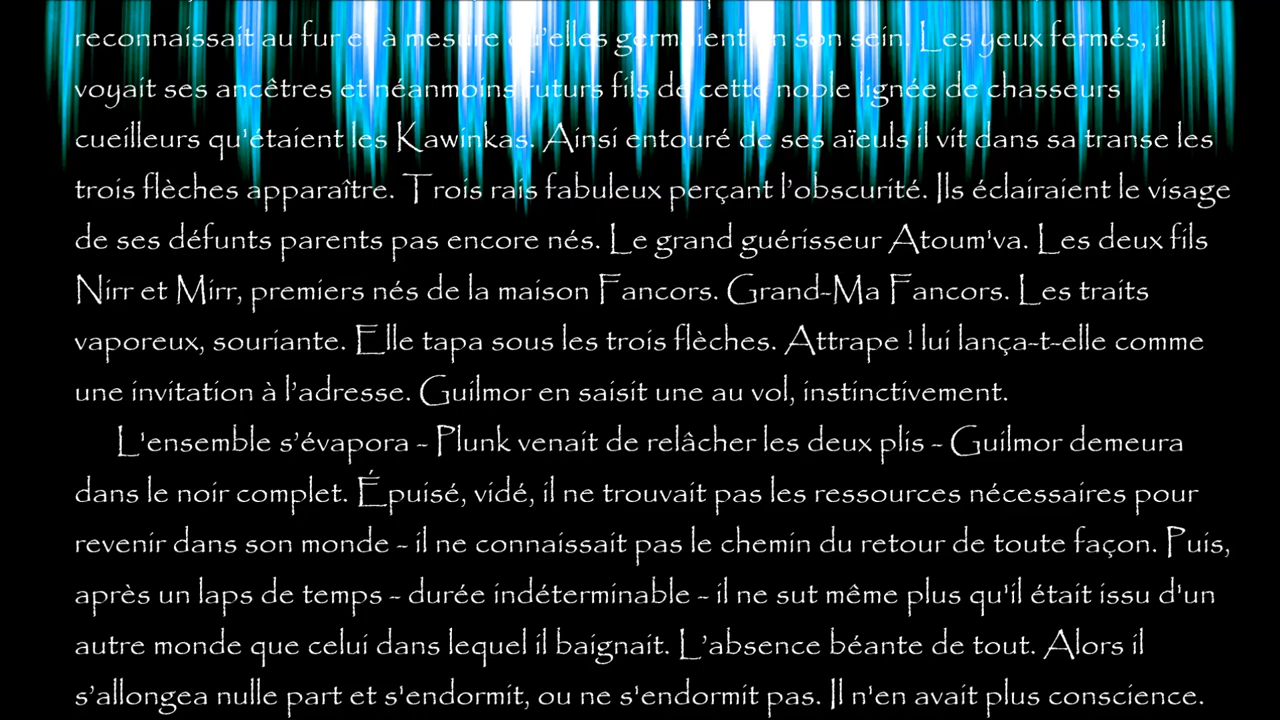 reconnaissait au fur et à mesure qu'elles germaient en son sein. Les yeux fermés, il
voyait ses ancêtres et néanmoins futurs fils de cette noble lignée de chasseurs
cueilleurs qu'étaient les Kawinkas. Ainsi entouré de ses aïeuls il vit dans sa transe les
trois flèches apparaître. Trois rais fabuleux perçant l’obscurité. Ils éclairaient le visage
de ses défunts parents pas encore nés. Le grand guérisseur Atoum'va. Les deux fils
Nirr et Mirr, premiers nés de la maison Fancors. Grand-Ma Fancors. Les traits
vaporeux, souriante. Elle tapa sous les trois flèches. Attrape ! lui lança-t-elle comme
une invitation à l’adresse. Guilmor en saisit une au vol, instinctivement.
L'ensemble s’évapora - Plunk venait de relâcher les deux plis - Guilmor demeura
dans le noir complet. Épuisé, vidé, il ne trouvait pas les ressources nécessaires pour
revenir dans son monde - il ne connaissait pas le chemin du retour de toute façon. Puis,
après un laps de temps - durée indéterminable - il ne sut même plus qu'il était issu d'un
autre monde que celui dans lequel il baignait. L’absence béante de tout. Alors il
s’allongea nulle part et s'endormit, ou ne s'endormit pas. Il n'en avait plus conscience.